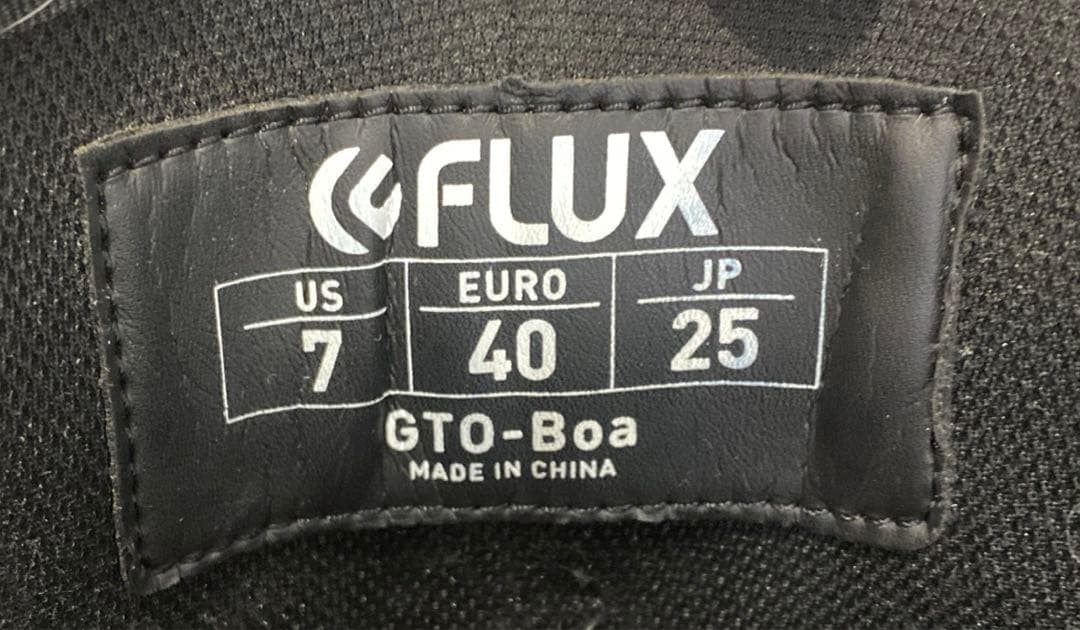 FLUX
US EURO JP
7 40 25
GTO-Boa
MADE IN CHINA